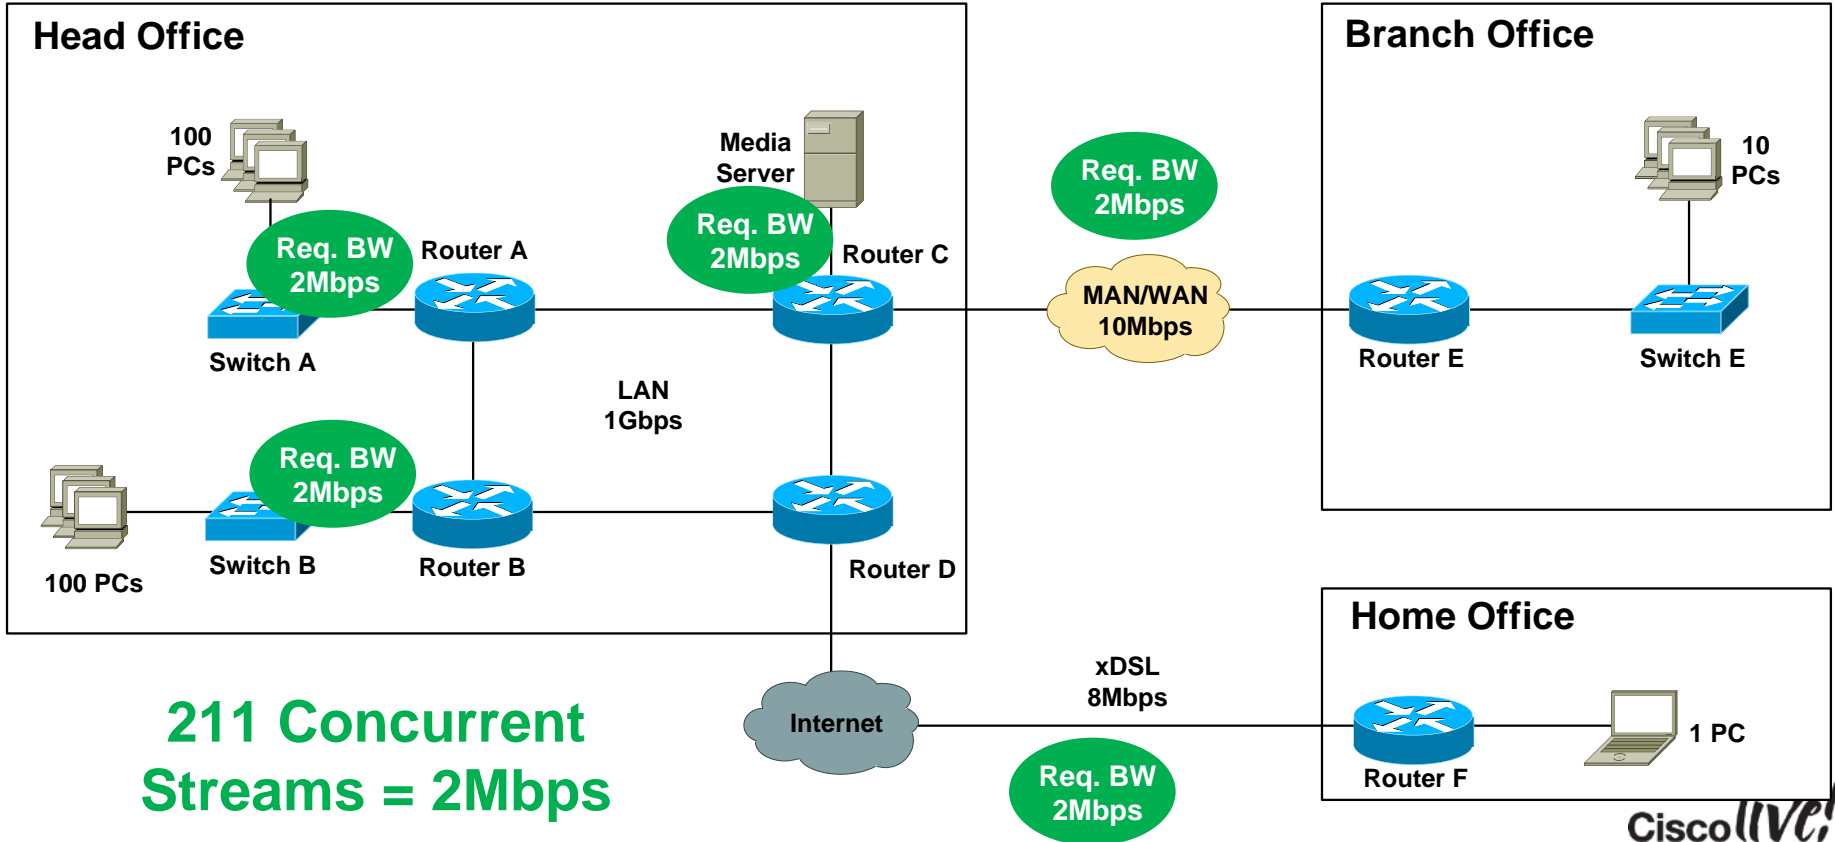 Head Office
Branch Office
100
PCs
Media
Server
Req. BW
2Mbps
10
PCs
Req. BW
2Mbps
Router A
Req. BW
2Mbps
Router C
MAN/WAN
10Mbps
Switch A
Router E
Switch E
LAN
1Gbps
Req. BW
2Mbps
100 PCs
Switch B
Router B
Router D
Home Office
xDSL
8Mbps
211 Concurrent
Streams = 2Mbps
Internet
1 PC
Req. BW
2Mbps
Router F
Cisco live!